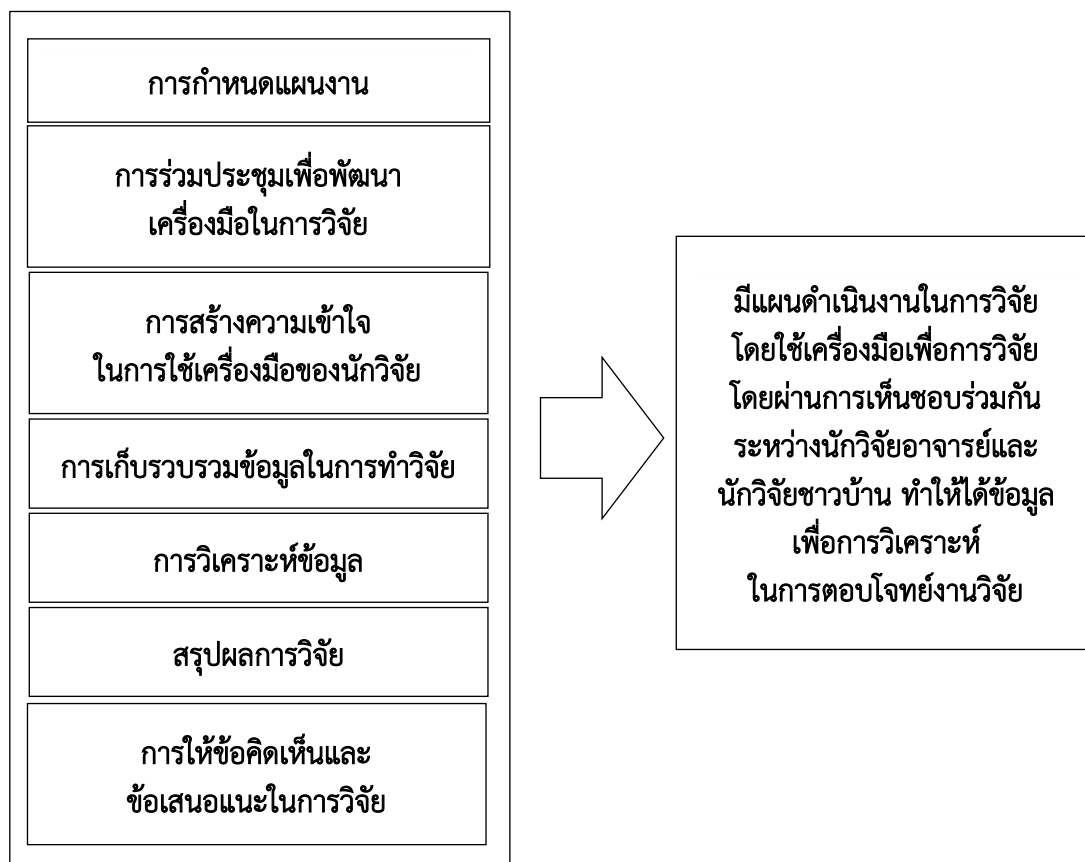 การกำหนดแผนงาน
การร่วมประชุมเพื่อพัฒนา
เครื่องมือในการวิจัย
การสร้างความเข้าใจ
ในการใช้เครื่องมือของนักวิจัย
การเก็บรวบรวมข้อมูลในการทำวิจัย
การวิเคราะห์ข้อมูล
สรุปผลการวิจัย
การให้ข้อคิดเห็นและ
ข้อเสนอแนะในการวิจัย
มีแผนดำเนินงานในการวิจัย
โดยใช้เครื่องมือเพื่อการวิจัย
โดยผ่านการเห็นชอบร่วมกัน
ระหว่างนักวิจัยอาจารย์และ
นักวิจัยชาวบ้าน ทำให้ได้ข้อมูล
เพื่อการวิเคราะห์
ในการตอบโจทย์งานวิจัย